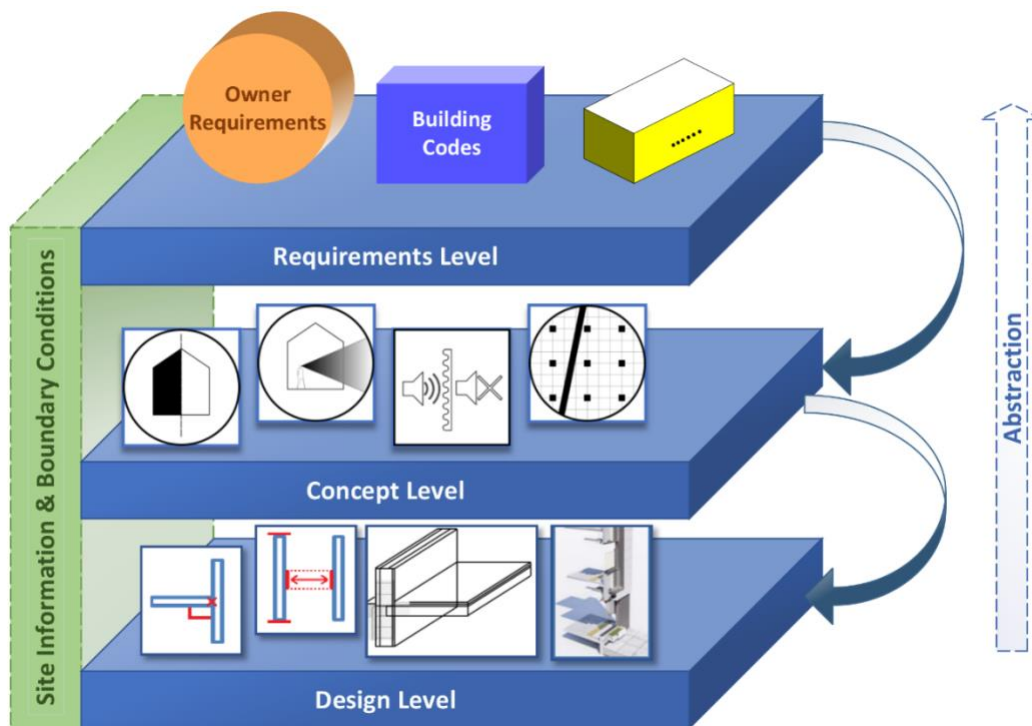 Owner
Requirements
Building
Codes
......
Requirements Level
Concept Level
Design Level
Site Information & Boundary Conditions
Abstraction